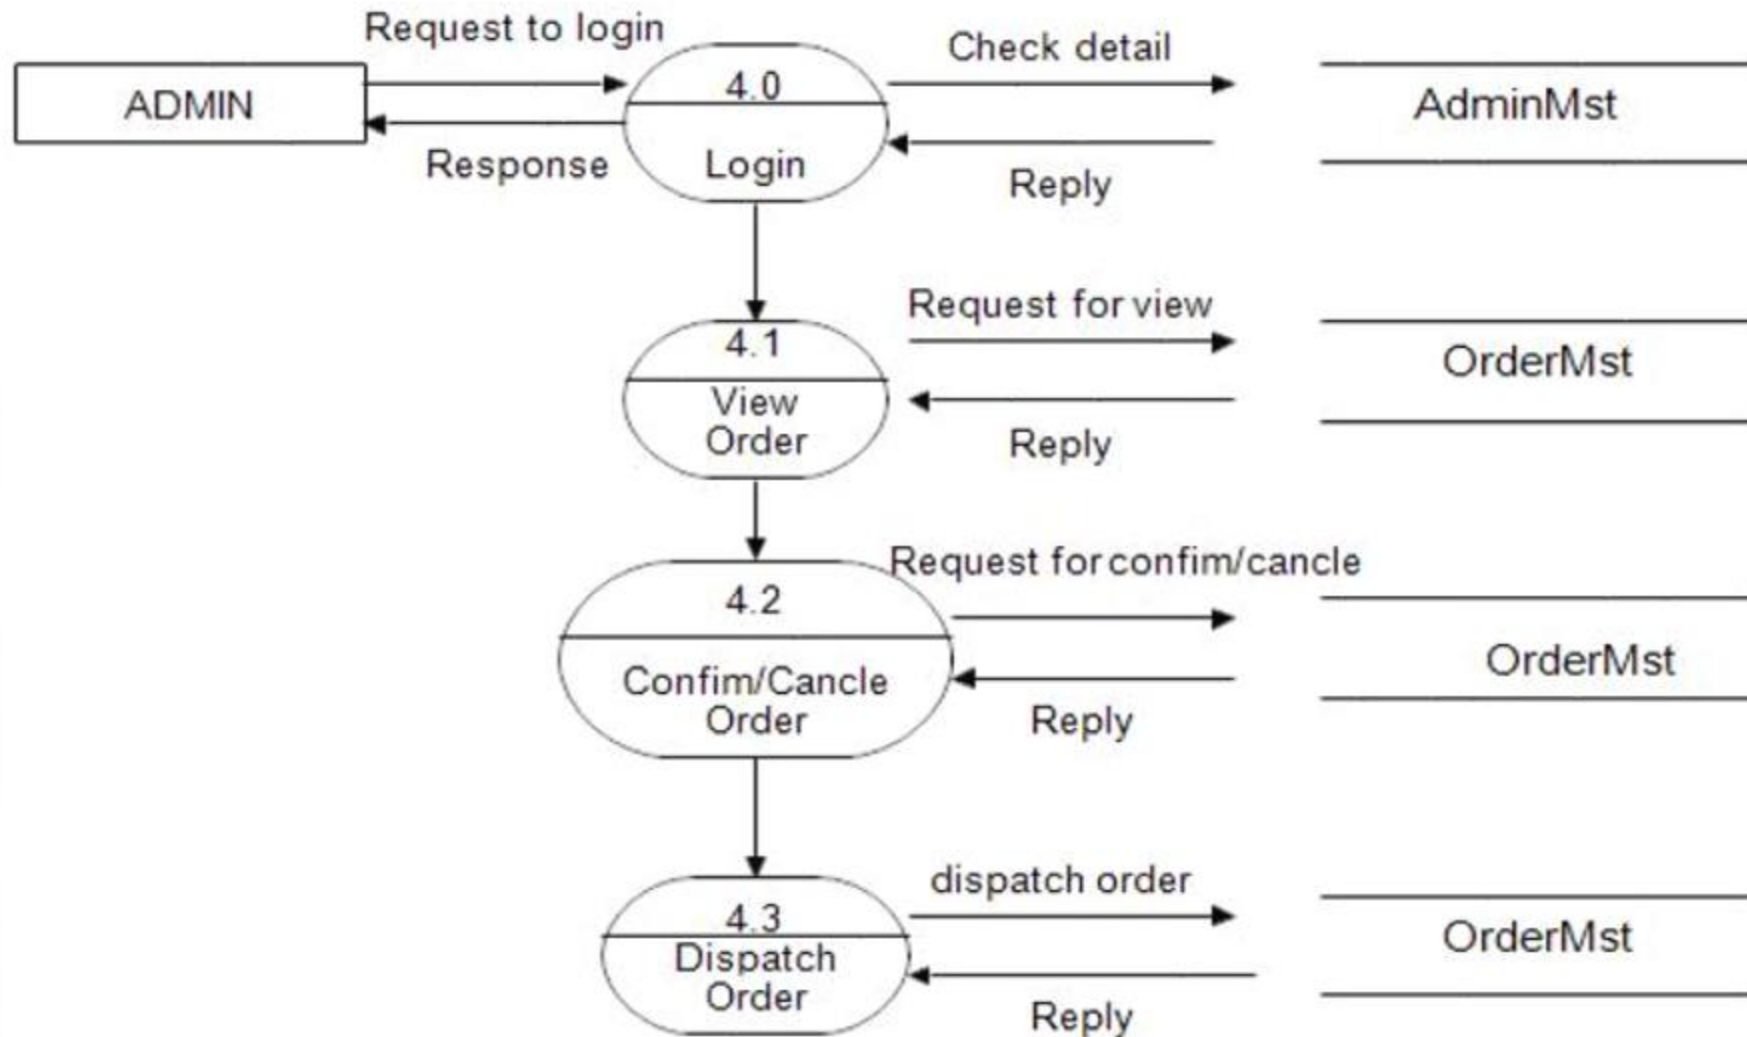 Request to login
Check detail
4.0
ADMIN
AdminMst
Response
Login
Reply
Request for view
4.1
OrderMst
View
Order
Reply
Request for confim/cancle
4.2
OrderMst
Confim/Cancle
Order
Reply
dispatch order
4.3
OrderMst
Dispatch
Order
Reply